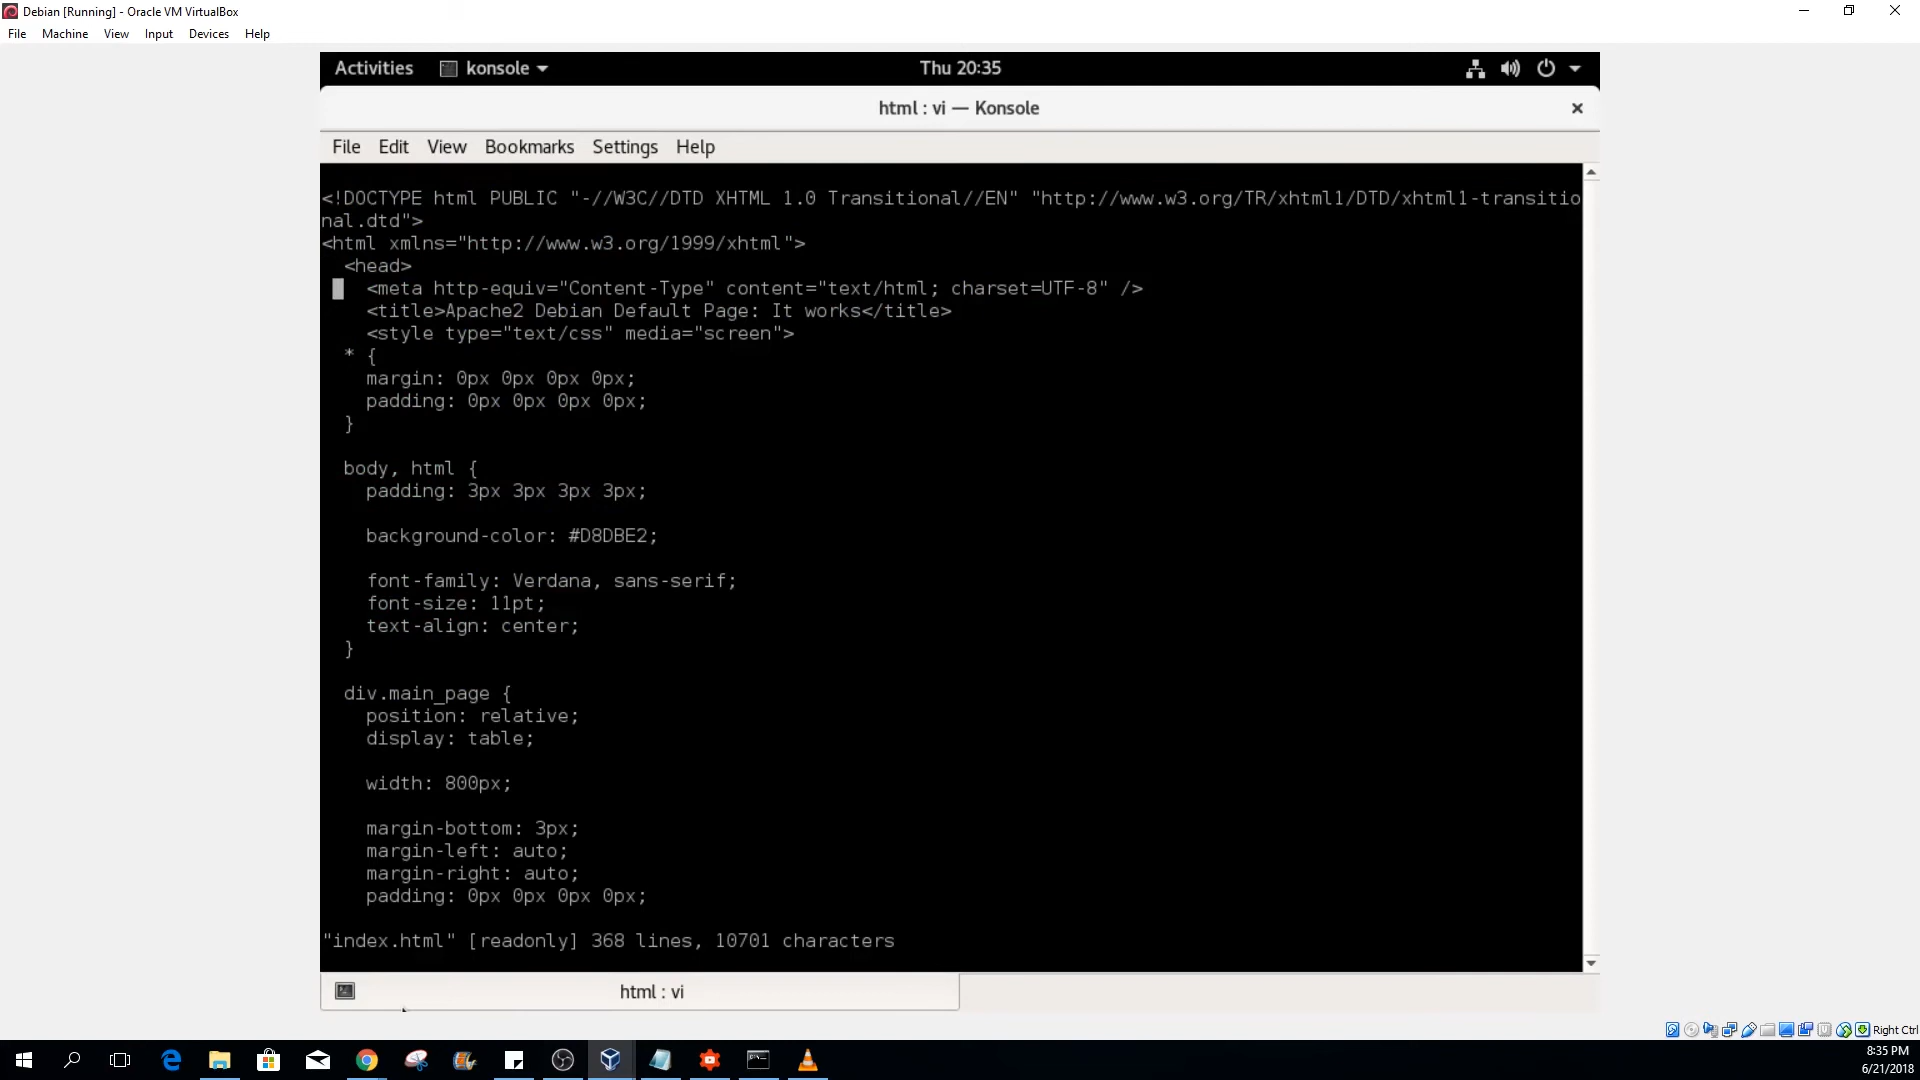 Debian [Running] - Oracle VM VirtualBox
File Machine View Input Devices Help
Activities konsole Thu 20:35
html : vi — Konsole
File Edit View Bookmarks Settings Help
<!DOCTYPE html PUBLIC "-//W3C//DTD XHTML 1.0 Transitional//EN" "http://www.w3.org/TR/xhtml1/DTD/xhtml1-transitio
nal.dtd">
<html xmlns="http://www.w3.org/1999/xhtml">
  <head>
    <meta http-equiv="Content-Type" content="text/html; charset=UTF-8" />
    <title>Apache2 Debian Default Page: It works</title>
    <style type="text/css" media="screen">
  * {
    margin: 0px 0px 0px 0px;
    padding: 0px 0px 0px 0px;
  }
  body, html {
    padding: 3px 3px 3px 3px;
    background-color: #D8DBE2;
    font-family: Verdana, sans-serif;
    font-size: 11pt;
    text-align: center;
  }
  div.main_page {
    position: relative;
    display: table;
    width: 800px;
    margin-bottom: 3px;
    margin-left: auto;
    margin-right: auto;
    padding: 0px 0px 0px 0px;
"index.html" [readonly] 368 lines, 10701 characters
html : vi
Right Ctrl
8:35 PM
6/21/2018